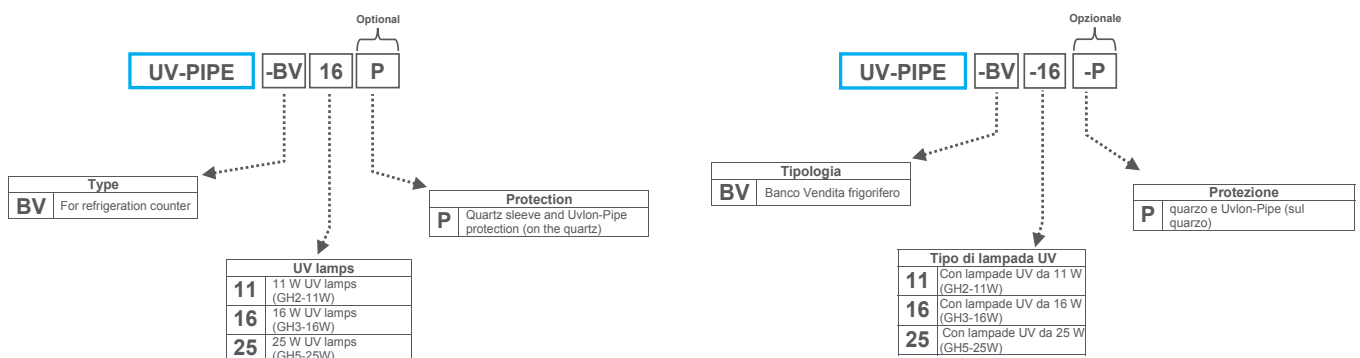 Optional
UV-PIPE -BV 16 P
Type
BV For refrigeration counter
Protection
P Quartz sleeve and Uvlon-Pipe
protection (on the quartz)
UV lamps
11 11 W UV lamps
(GH2-11W)
16 16 W UV lamps
(GH3-16W)
25 25 W UV lamps
(GH5-25W)
Opzionale
UV-PIPE -BV -16 -P
Tipologia
BV Banco Vendita frigorifero
Protezione
P quarzo e Uvlon-Pipe (sul
quarzo)
Tipo di lampada UV
11 Con lampade UV da 11 W
(GH2-11W)
16 Con lampade UV da 16 W
(GH3-16W)
25 Con lampade UV da 25 W
(GH5-25W)